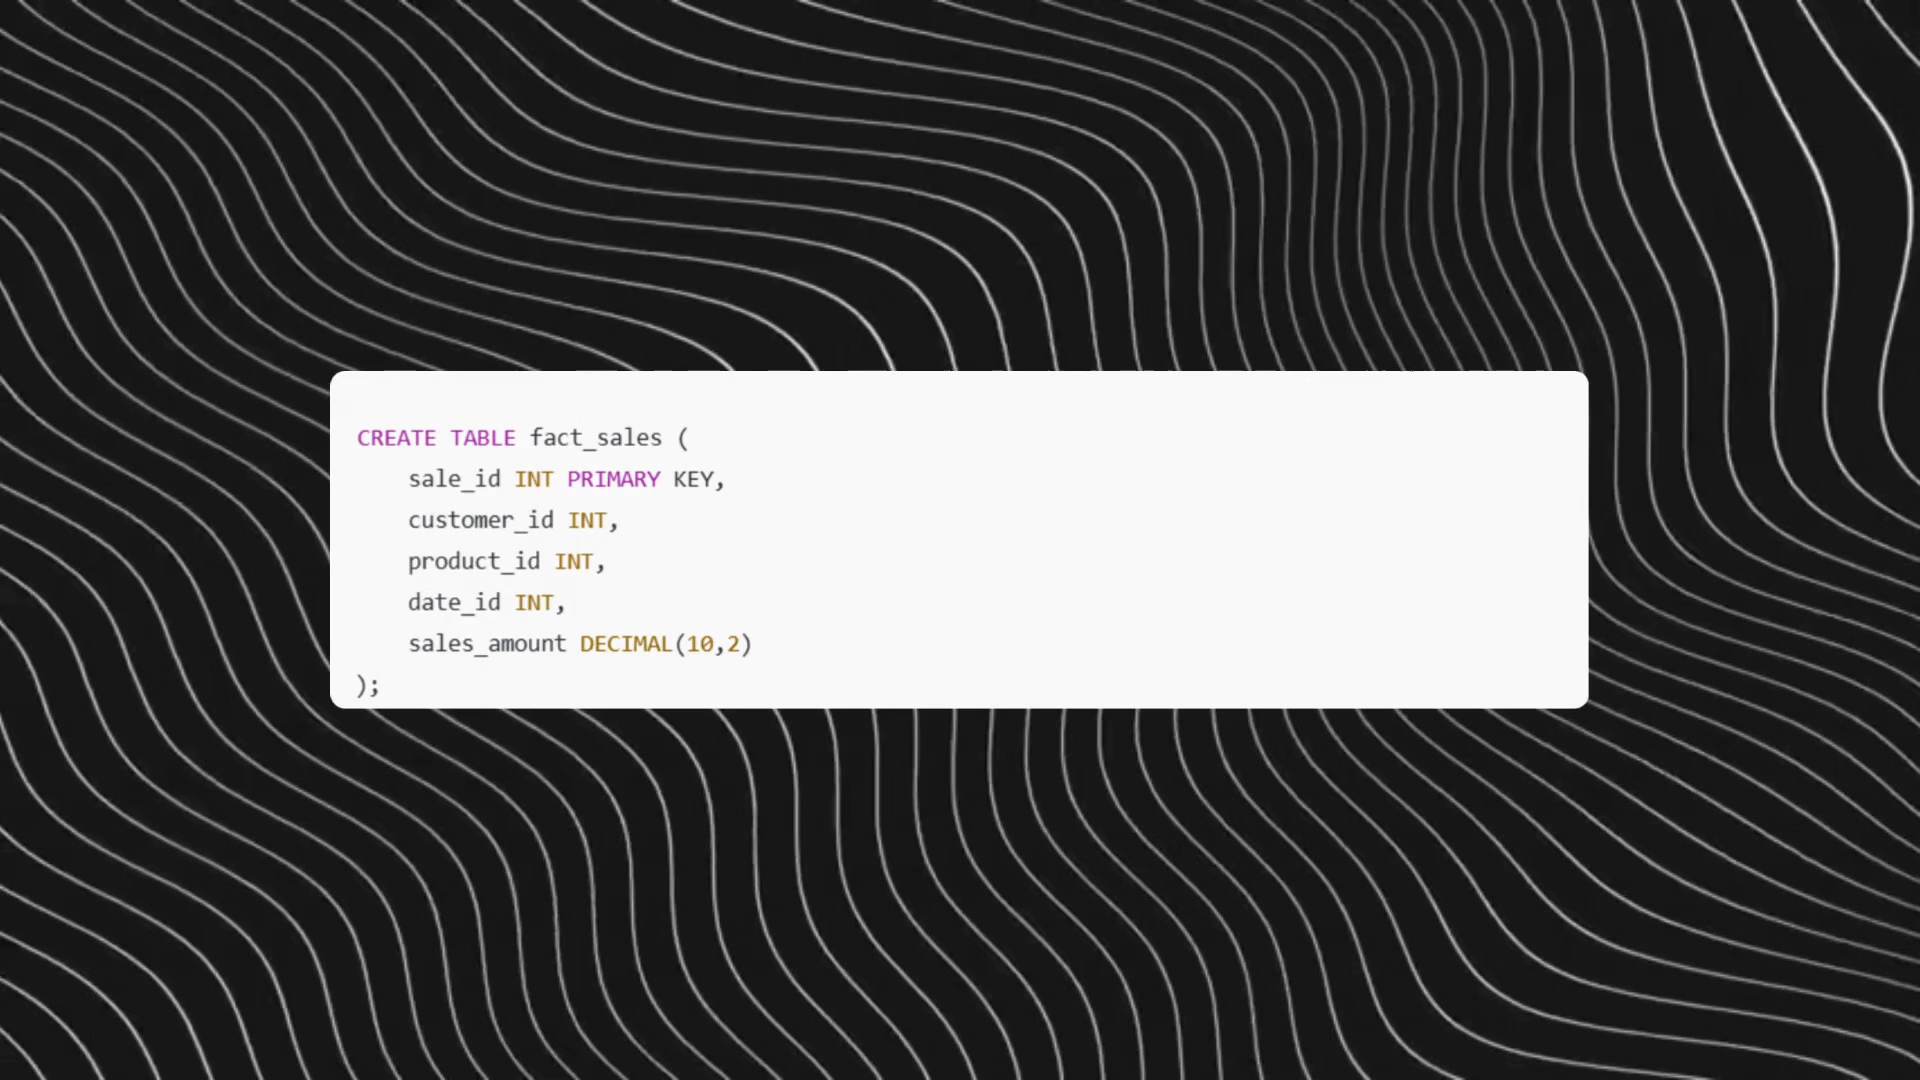 CREATE TABLE fact_sales (
    sale_id INT PRIMARY KEY,
    customer_id INT,
    product_id INT,
    date_id INT,
    sales_amount DECIMAL(10,2)
);